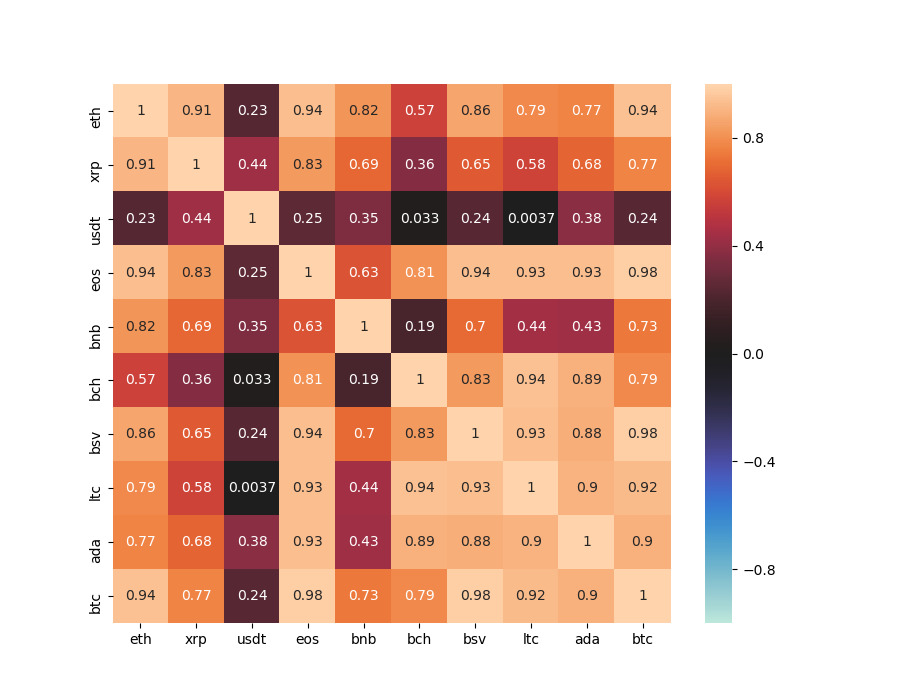 eth 1 0.91 0.23 0.94 0.82 0.57 0.86 0.79 0.77 0.94
xrp 0.91 1 0.44 0.83 0.69 0.36 0.65 0.58 0.68 0.77
usdt 0.23 0.44 1 0.25 0.35 0.033 0.24 0.0037 0.38 0.24
eos 0.94 0.83 0.25 1 0.63 0.81 0.94 0.93 0.93 0.98
bnb 0.82 0.69 0.35 0.63 1 0.19 0.7 0.44 0.43 0.73
bch 0.57 0.36 0.033 0.81 0.19 1 0.83 0.94 0.89 0.79
bsv 0.86 0.65 0.24 0.94 0.7 0.83 1 0.93 0.88 0.98
ltc 0.79 0.58 0.0037 0.93 0.44 0.94 0.93 1 0.9 0.92
ada 0.77 0.68 0.38 0.93 0.43 0.89 0.88 0.9 1 0.9
btc 0.94 0.77 0.24 0.98 0.73 0.79 0.98 0.92 0.9 1
eth xrp usdt eos bnb bch bsv ltc ada btc
0.8
0.4
0.0
−0.4
−0.8